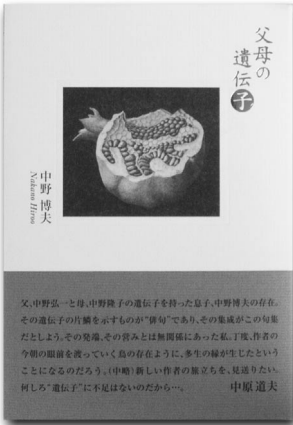 父母の
遺伝子
中野 博夫
Nakano Hiroo
父、中野弘一と母、中野隆子の遺伝子を持った息子、中野博夫の存在。
その遺伝子の片鱗を示すものが“俳句”であり、その集成がこの句集
だとしよう。その発端、その営みとは無関係にあった私。丁度、作者の
今朝の眼前を渡っていく鳥の存在ように、多生の縁が生じたという
ことになるのだろう。(中略)新しい作者の旅立ちを、見送りたい。
何しろ“遺伝子”に不足はないのだから…。
中原道夫